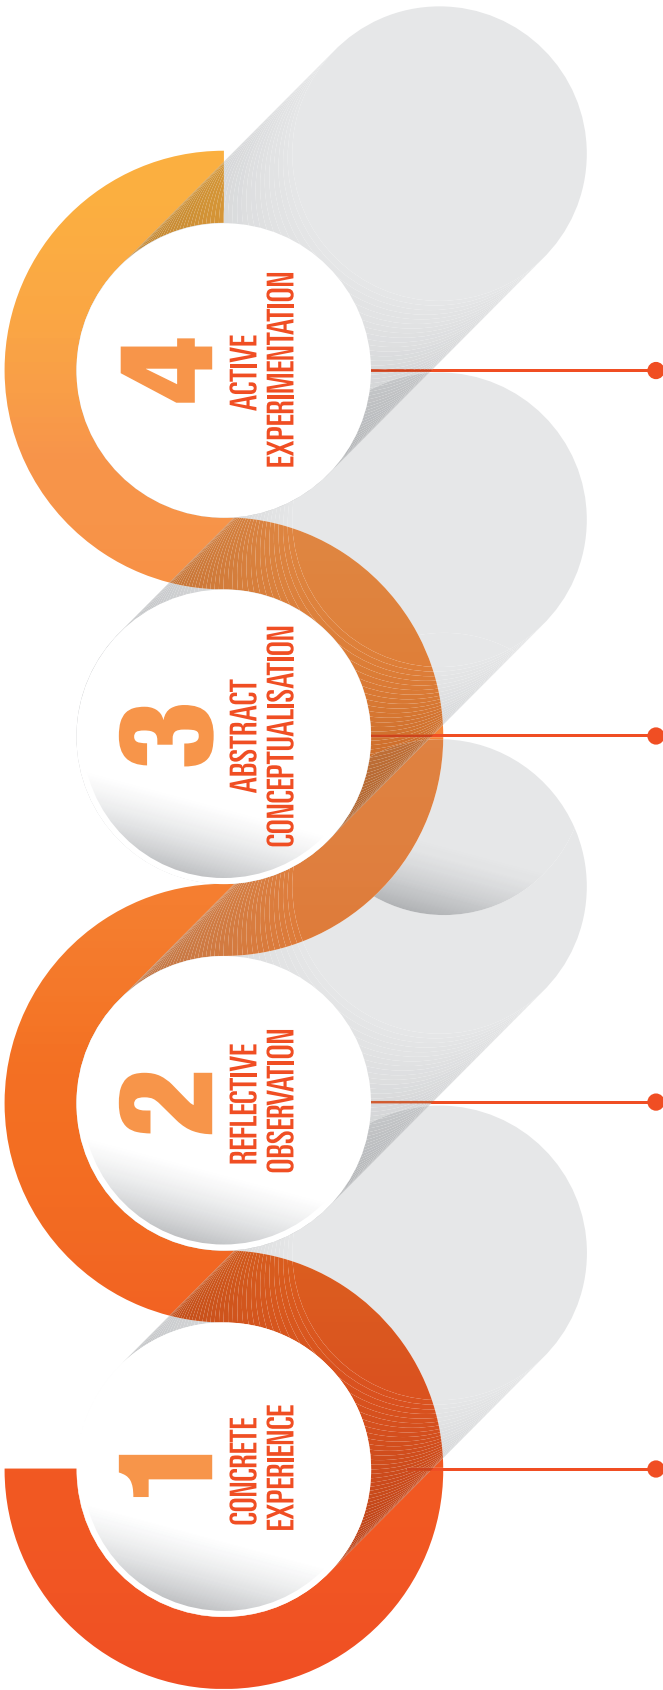 1
CONCRETE
EXPERIENCE
2
REFLECTIVE
OBSERVATION
3
ABSTRACT
CONCEPTUALISATION
4
ACTIVE
EXPERIMENTATION